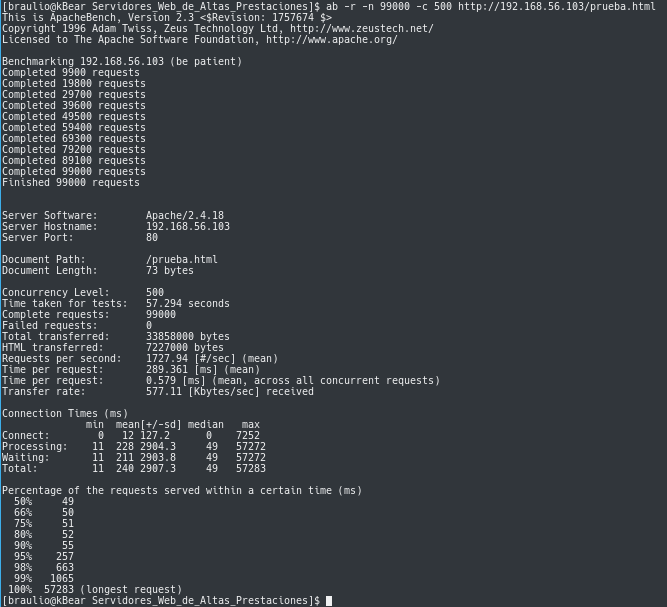 [braulio@kBear Servidores_Web_de_Altas_Prestaciones]$ ab -r -n 99000 -c 500 http://192.168.56.103/prueba.html
This is ApacheBench, Version 2.3 <$Revision: 1757674 $>
Copyright 1996 Adam Twiss, Zeus Technology Ltd, http://www.zeustech.net/
Licensed to The Apache Software Foundation, http://www.apache.org/

Benchmarking 192.168.56.103 (be patient)
Completed 9900 requests
Completed 19800 requests
Completed 29700 requests
Completed 39600 requests
Completed 49500 requests
Completed 59400 requests
Completed 69300 requests
Completed 79200 requests
Completed 89100 requests
Completed 99000 requests
Finished 99000 requests


Server Software:        Apache/2.4.18
Server Hostname:        192.168.56.103
Server Port:            80

Document Path:          /prueba.html
Document Length:        73 bytes

Concurrency Level:      500
Time taken for tests:   57.294 seconds
Complete requests:      99000
Failed requests:        0
Total transferred:      33858000 bytes
HTML transferred:       7227000 bytes
Requests per second:    1727.94 [#/sec] (mean)
Time per request:       289.361 [ms] (mean)
Time per request:       0.579 [ms] (mean, across all concurrent requests)
Transfer rate:          577.11 [Kbytes/sec] received

Connection Times (ms)
              min  mean[+/-sd] median   max
Connect:        0   12 127.2      0    7252
Processing:    11  228 2904.3    49   57272
Waiting:       11  211 2903.8    49   57272
Total:         11  240 2907.3    49   57283

Percentage of the requests served within a certain time (ms)
  50%     49
  66%     50
  75%     51
  80%     52
  90%     55
  95%    257
  98%    663
  99%   1065
 100%  57283 (longest request)
[braulio@kBear Servidores_Web_de_Altas_Prestaciones]$